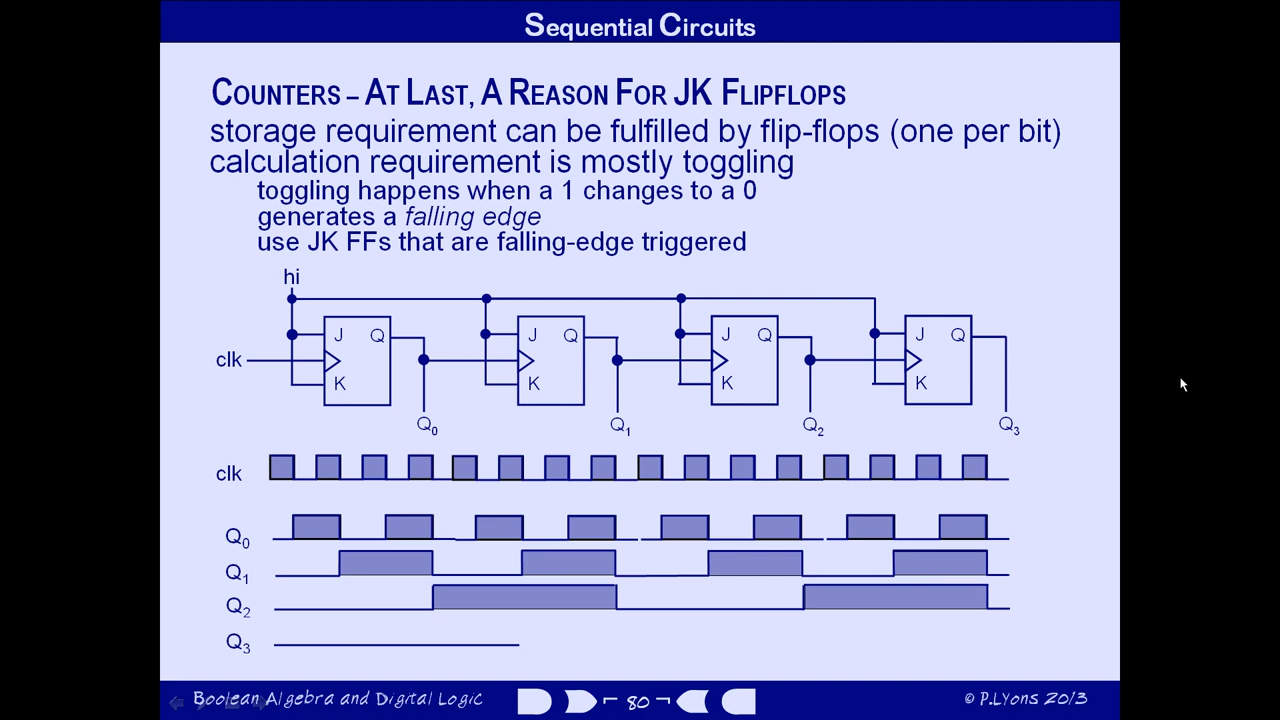 Sequential Circuits
Counters – At Last, A Reason For JK Flipflops
storage requirement can be fulfilled by flip-flops (one per bit)
calculation requirement is mostly toggling
toggling happens when a 1 changes to a 0
generates a falling edge
use JK FFs that are falling-edge triggered
hi
J Q J Q J Q J Q
clk
K K K K
Q0 Q1 Q2 Q3
clk
Q0
Q1
Q2
Q3
Boolean Algebra and Digital Logic 80 © P.Lyons 2013